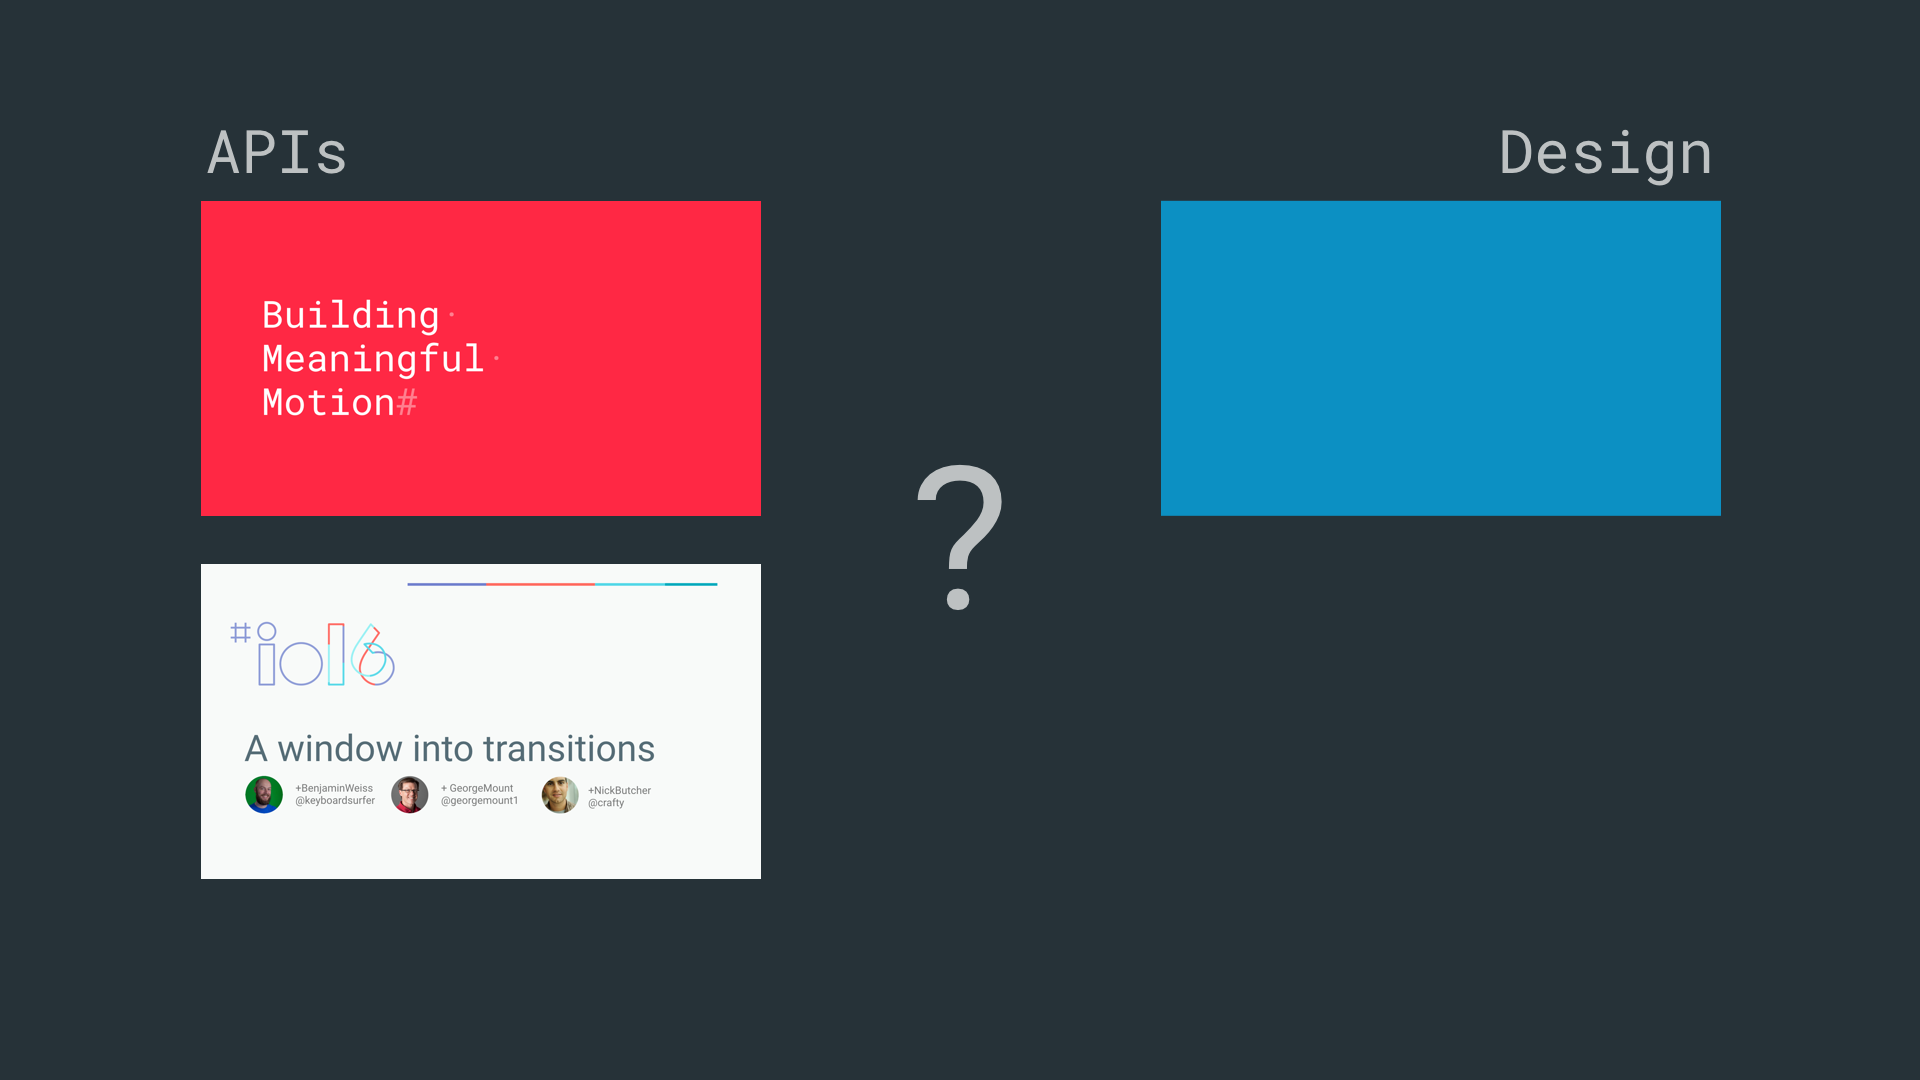 APIs
Design
Building·
Meaningful·
Motion#
?
#io16
A window into transitions
+BenjaminWeiss
@keyboardsurfer
+ GeorgeMount
@georgemount1
+NickButcher
@crafty